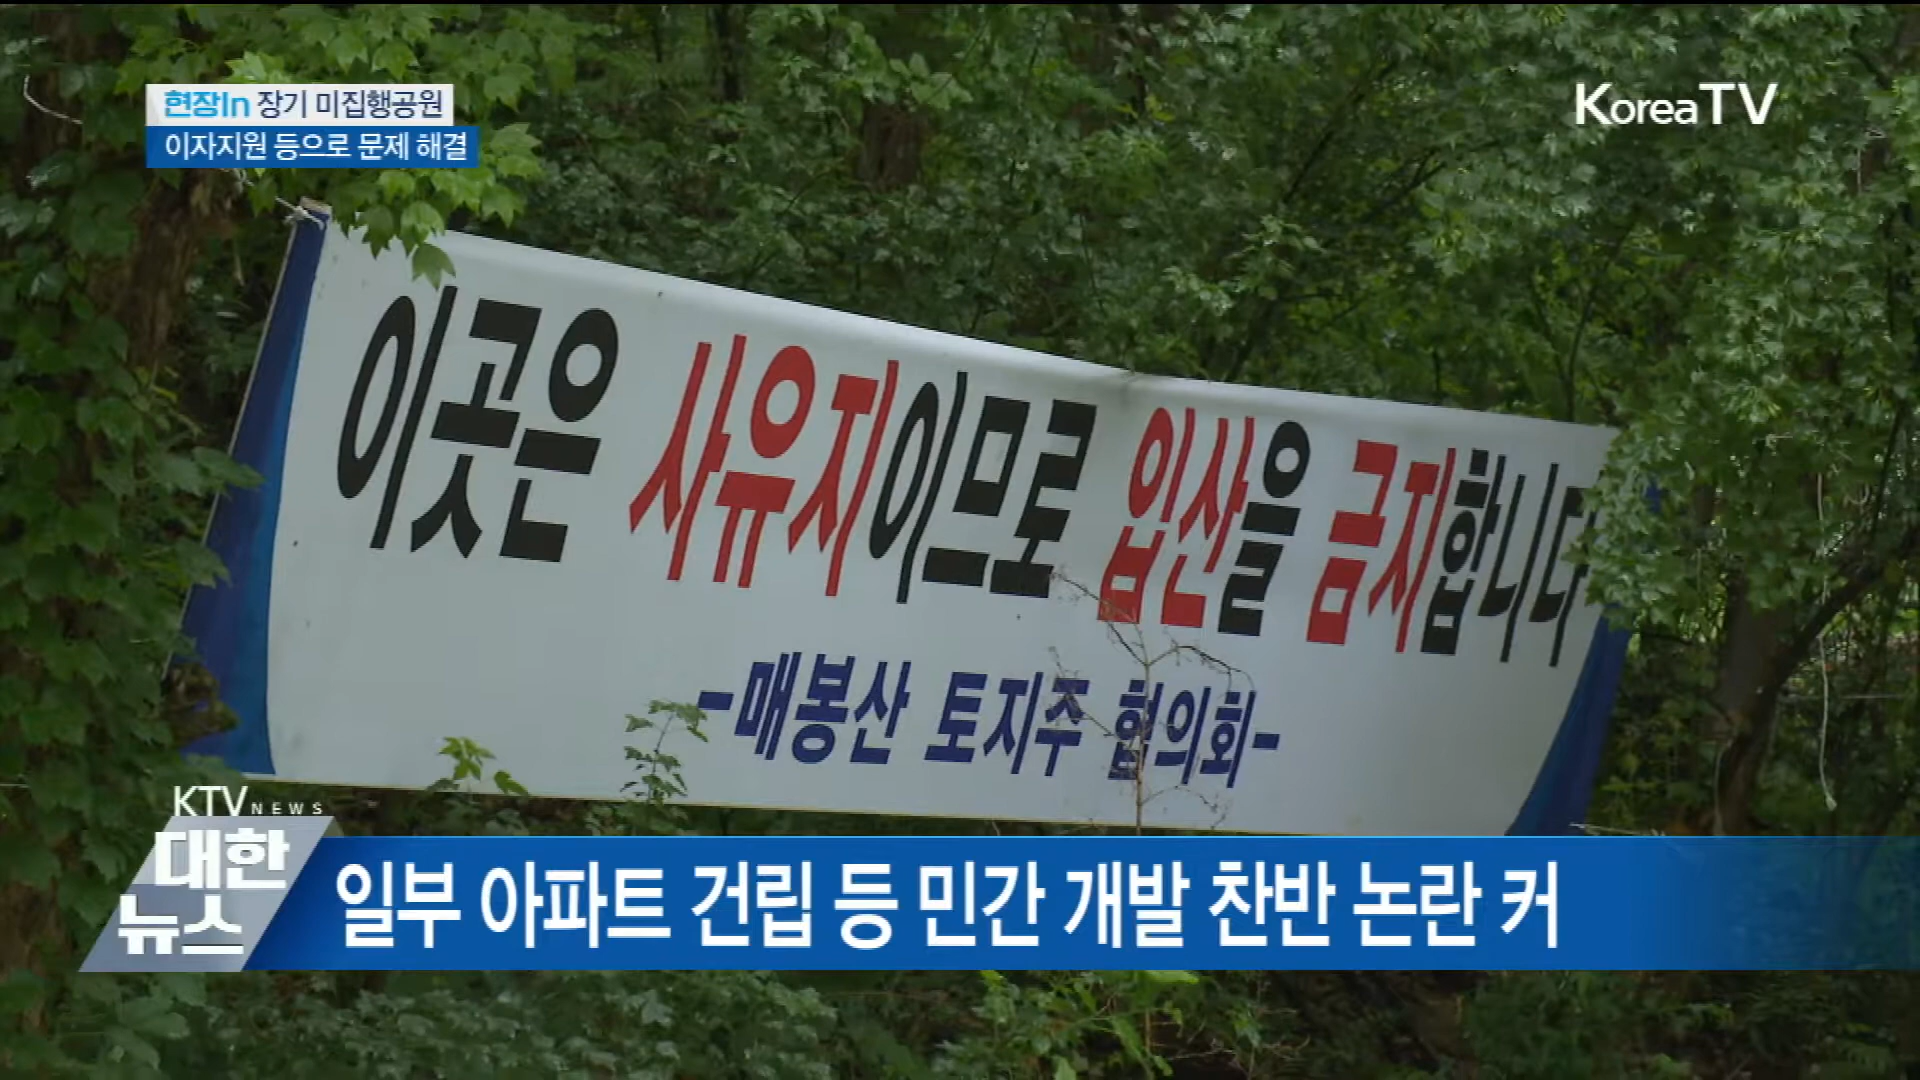 현장In 장기 미집행공원
이자지원 등으로 문제 해결
KoreaTV
이곳은 사유지이므로 입산을 금지합니다
-매봉산 토지주 협의회-
KTV NEWS
대한
뉴스
일부 아파트 건립 등 민간 개발 찬반 논란 커